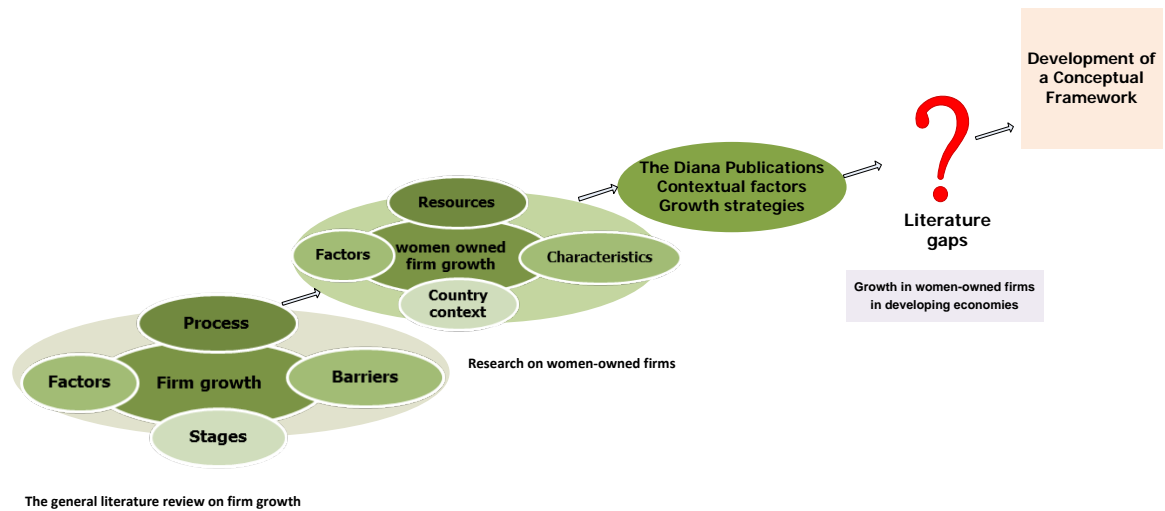 Process
Factors
Firm growth
Barriers
Stages
The general literature review on firm growth
Resources
Factors
women owned
firm growth
Characteristics
Country
context
Research on women-owned firms
The Diana Publications
Contextual factors
Growth strategies
?
Literature
gaps
Growth in women-owned firms
in developing economies
Development of
a Conceptual
Framework